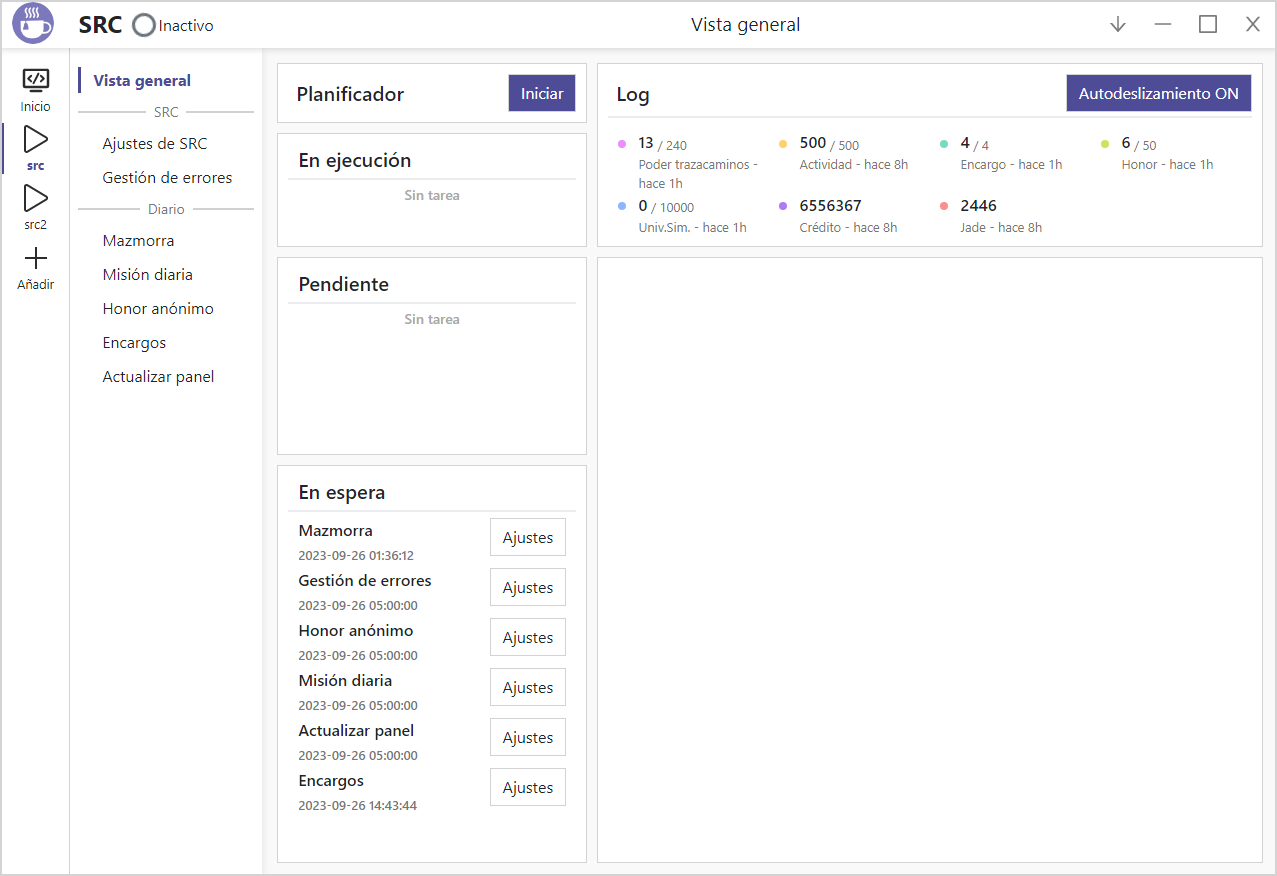 SRC Inactivo
Vista general
Inicio
src
src2
Añadir
Vista general
SRC
Ajustes de SRC
Gestión de errores
Diario
Mazmorra
Misión diaria
Honor anónimo
Encargos
Actualizar panel
Planificador
Iniciar
En ejecución
Sin tarea
Pendiente
Sin tarea
En espera
Mazmorra
2023-09-26 01:36:12
Ajustes
Gestión de errores
2023-09-26 05:00:00
Ajustes
Honor anónimo
2023-09-26 05:00:00
Ajustes
Misión diaria
2023-09-26 05:00:00
Ajustes
Actualizar panel
2023-09-26 05:00:00
Ajustes
Encargos
2023-09-26 14:43:44
Ajustes
Log
Autodeslizamiento ON
13 / 240
Poder trazacaminos -
hace 1h
500 / 500
Actividad - hace 8h
4 / 4
Encargo - hace 1h
6 / 50
Honor - hace 1h
0 / 10000
Univ.Sim. - hace 1h
6556367
Crédito - hace 8h
2446
Jade - hace 8h